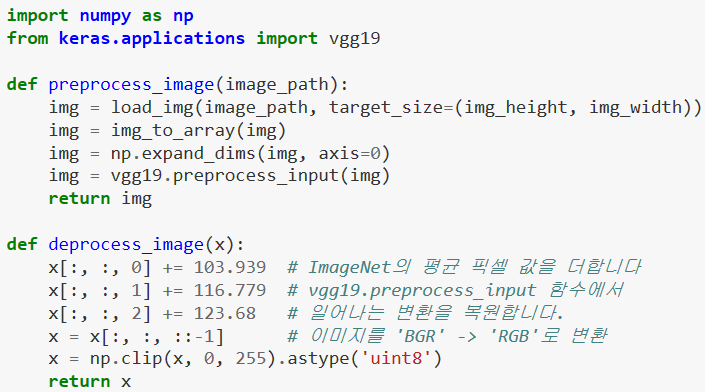 import numpy as np
from keras.applications import vgg19

def preprocess_image(image_path):
    img = load_img(image_path, target_size=(img_height, img_width))
    img = img_to_array(img)
    img = np.expand_dims(img, axis=0)
    img = vgg19.preprocess_input(img)
    return img

def deprocess_image(x):
    x[:, :, 0] += 103.939  # ImageNet의 평균 픽셀 값을 더합니다
    x[:, :, 1] += 116.779  # vgg19.preprocess_input 함수에서
    x[:, :, 2] += 123.68   # 일어나는 변환을 복원합니다.
    x = x[:, :, ::-1]      # 이미지를 'BGR' -> 'RGB'로 변환
    x = np.clip(x, 0, 255).astype('uint8')
    return x